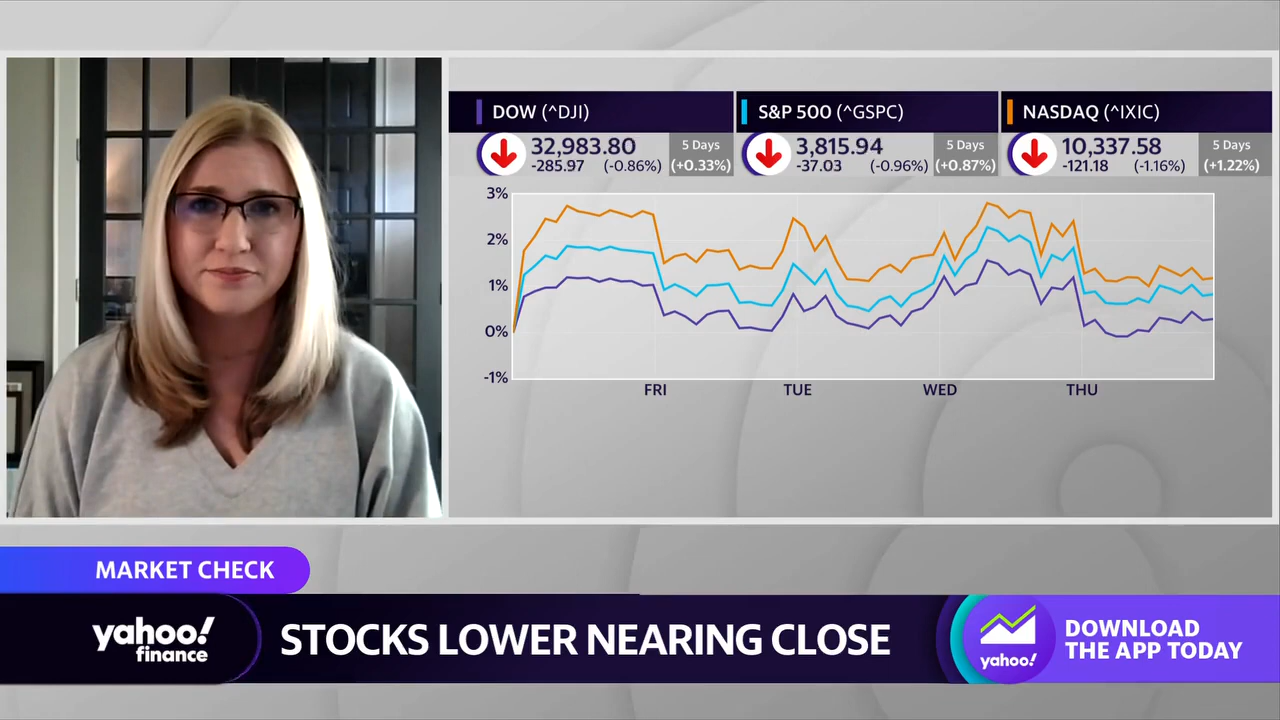 DOW (^DJI)
32,983.80
-285.97 (-0.86%)
5 Days
(+0.33%)
S&P 500 (^GSPC)
3,815.94
-37.03 (-0.96%)
5 Days
(+0.87%)
NASDAQ (^IXIC)
10,337.58
-121.18 (-1.16%)
5 Days
(+1.22%)
3%
2%
1%
0%
-1%
FRI TUE WED THU
MARKET CHECK
yahoo!
finance
STOCKS LOWER NEARING CLOSE
yahoo!
DOWNLOAD
THE APP TODAY